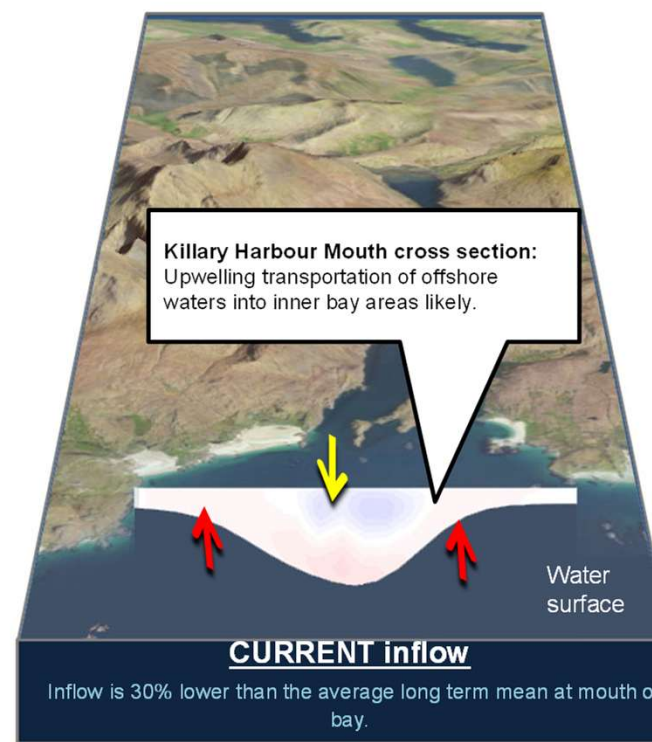 Killary Harbour Mouth cross section:
Upwelling transportation of offshore
waters into inner bay areas likely.
Water
surface
CURRENT inflow
Inflow is 30% lower than the average long term mean at mouth o
bay.